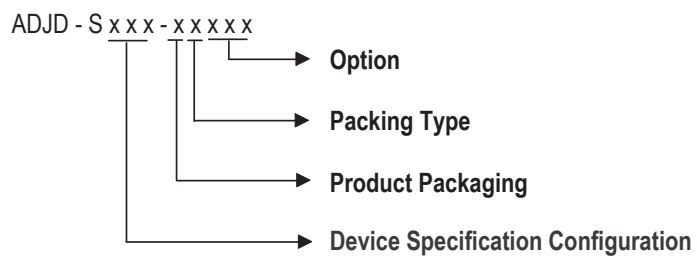 ADJD - S x x x - x x x x x
Option
Packing Type
Product Packaging
Device Specification Configuration